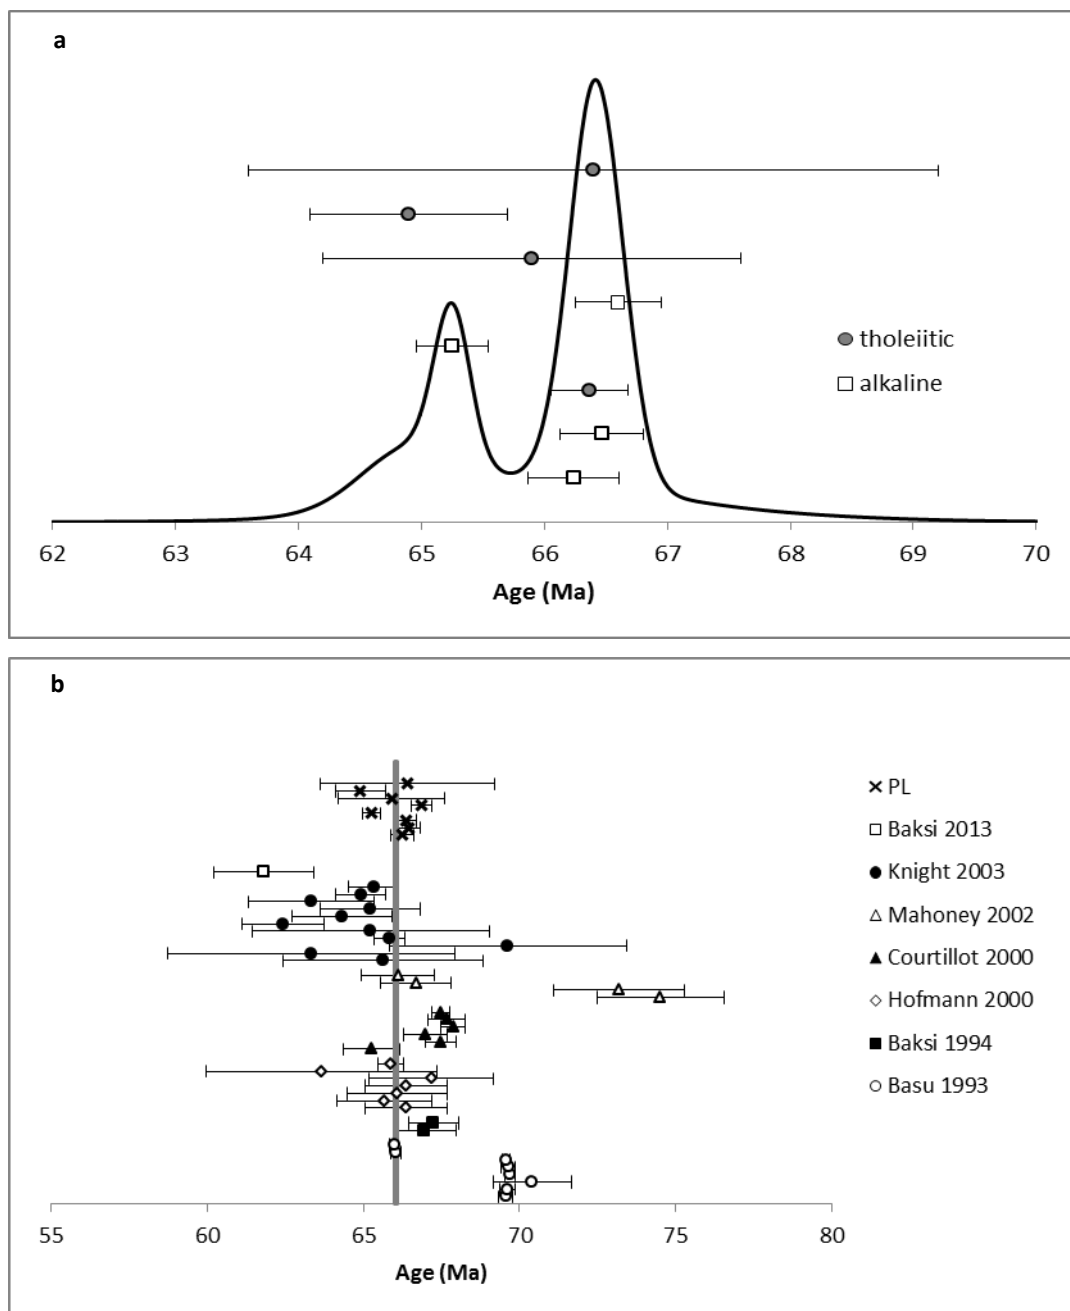 a
tholeiitic
alkaline
62 63 64 65 66 67 68 69 70
Age (Ma)
b
PL
Baksi 2013
Knight 2003
Mahoney 2002
Courtillot 2000
Hofmann 2000
Baksi 1994
Basu 1993
55 60 65 70 75 80
Age (Ma)